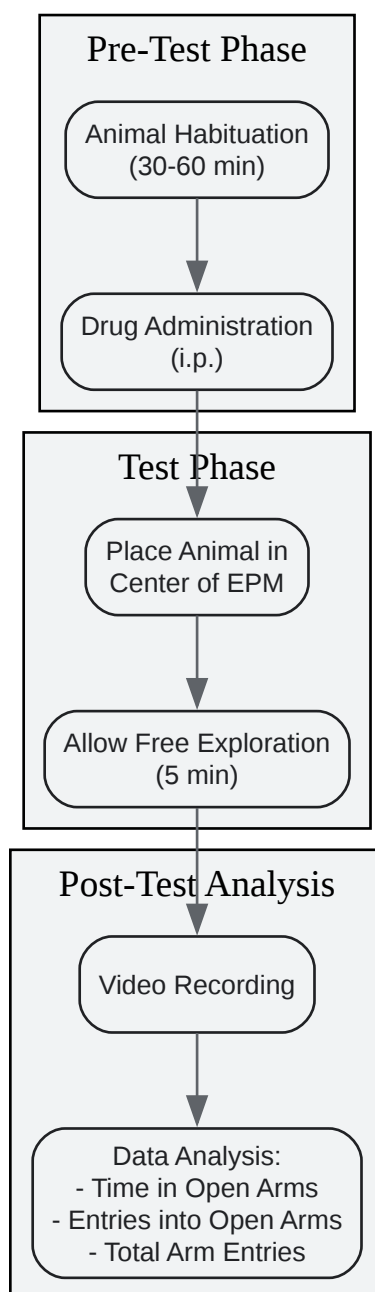 Pre-Test Phase
Animal Habituation
(30-60 min)
Drug Administration
(i.p.)
Test Phase
Place Animal in
Center of EPM
Allow Free Exploration
(5 min)
Post-Test Analysis
Video Recording
Data Analysis:
- Time in Open Arms
- Entries into Open Arms
- Total Arm Entries